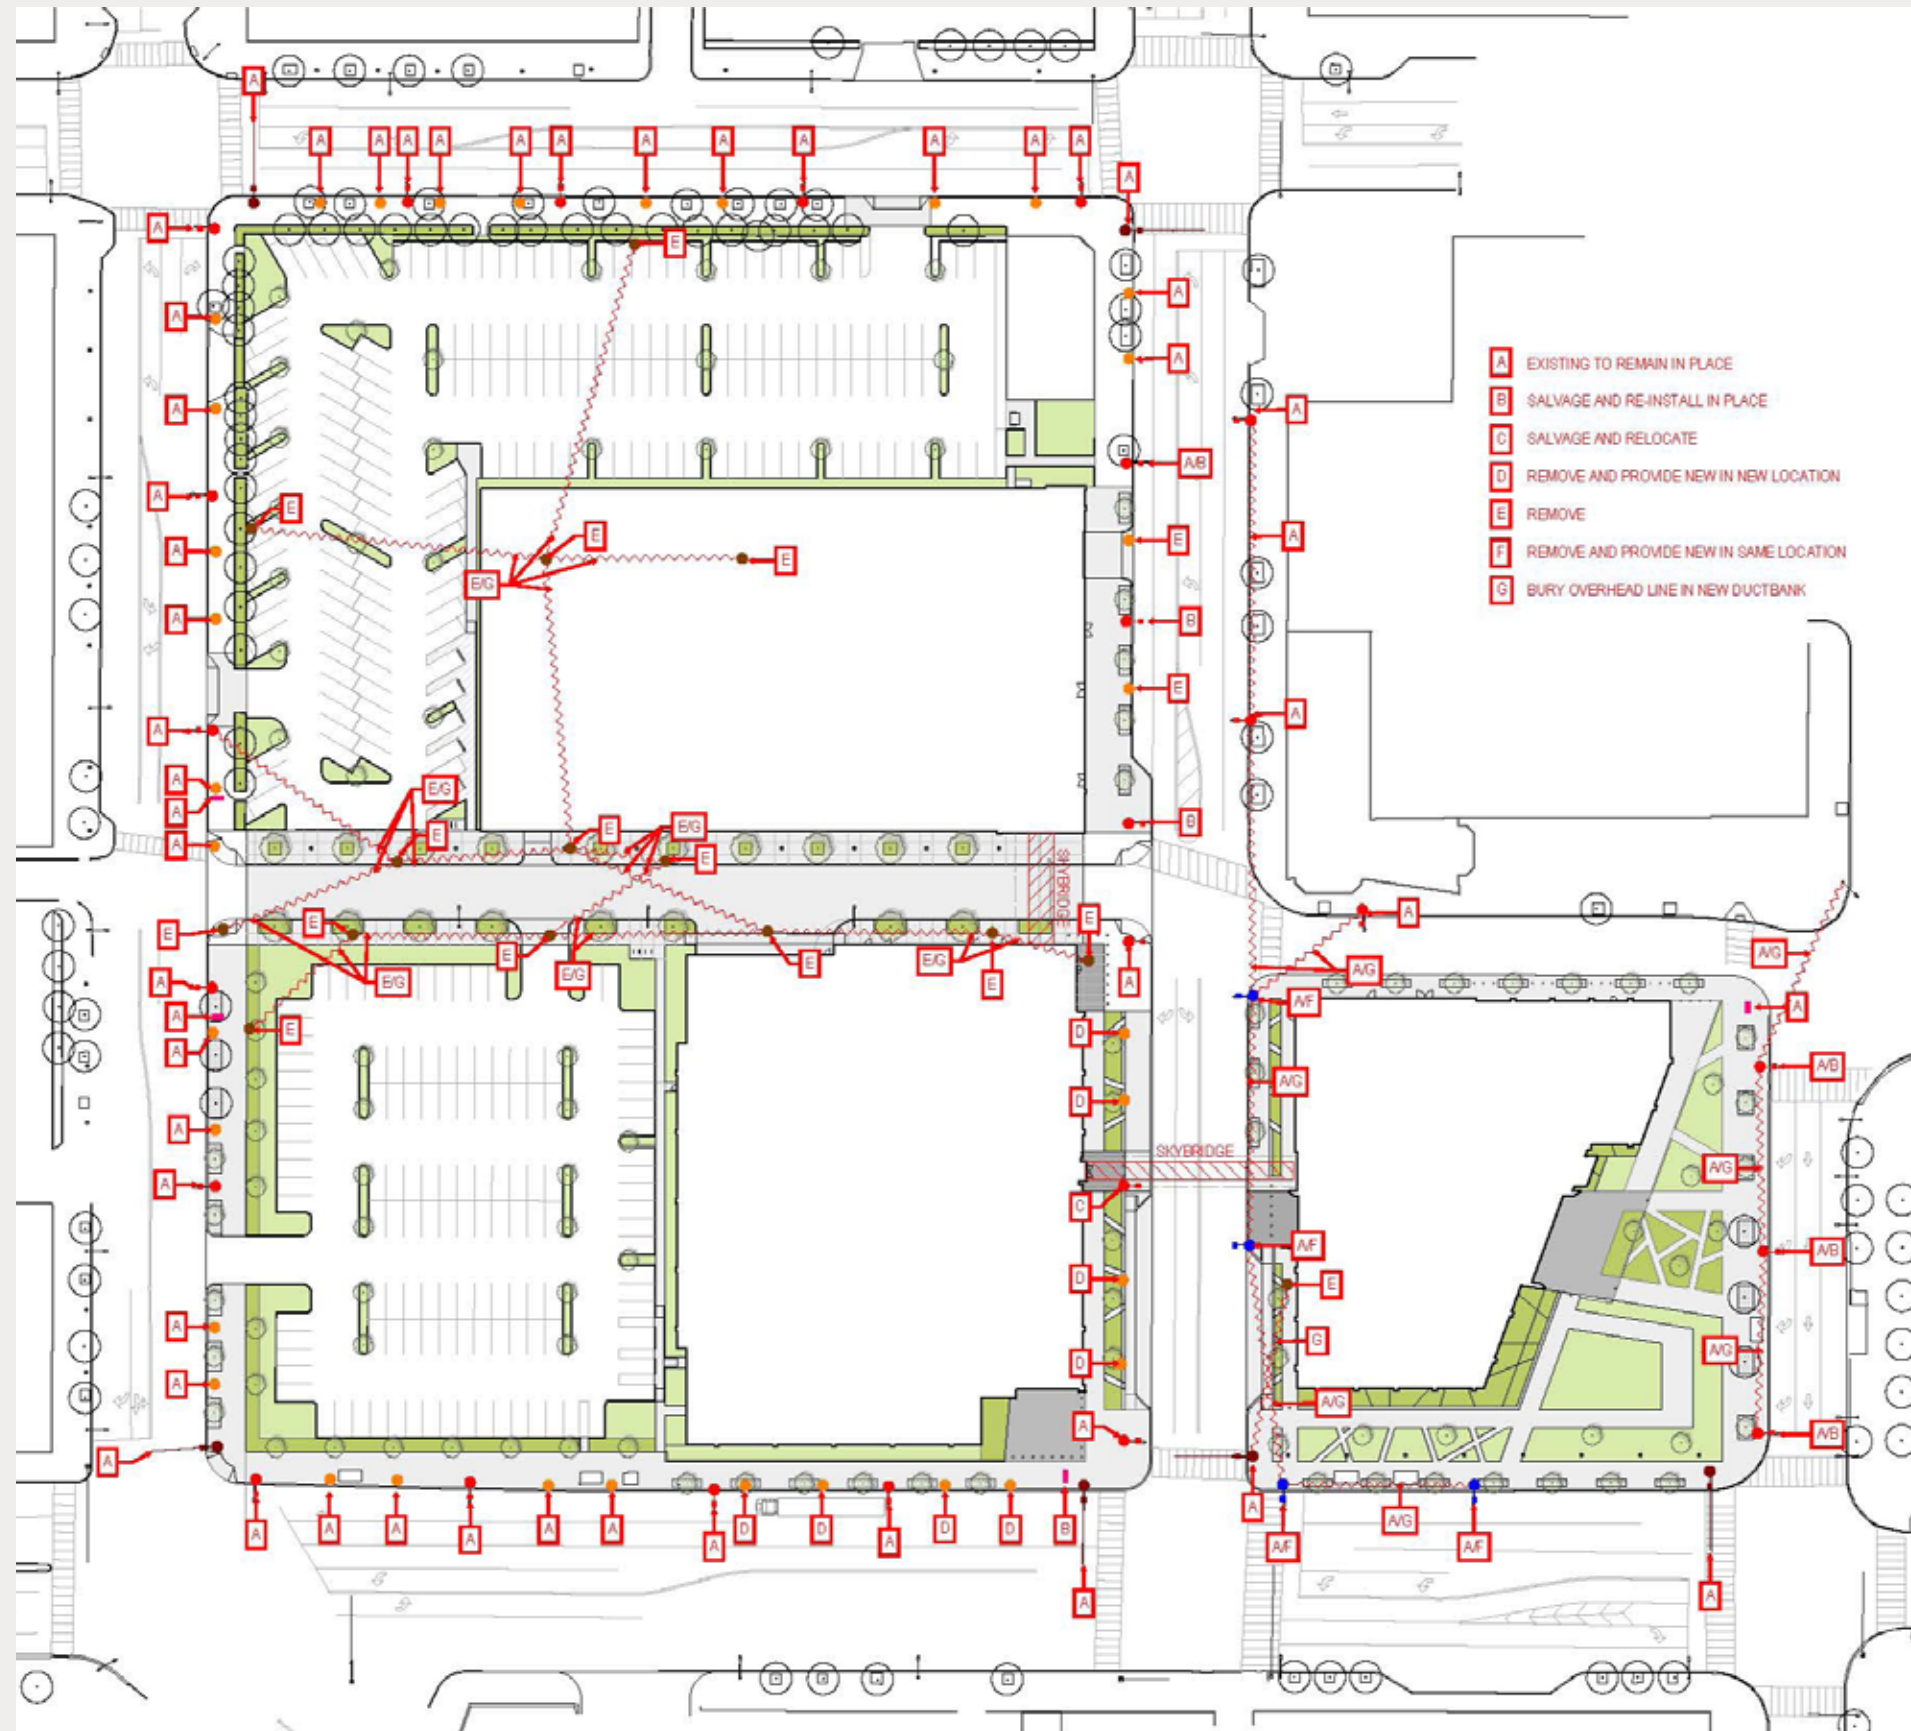 A
A A A A A A A A A A A A
A
A
E
A
A
A
A EXISTING TO REMAIN IN PLACE
B SALVAGE AND RE-INSTALL IN PLACE
A A
C SALVAGE AND RELOCATE
A/B
D REMOVE AND PROVIDE NEW IN NEW LOCATION
A
E
E REMOVE
E E A
A
F REMOVE AND PROVIDE NEW IN SAME LOCATION
E
E/G
G BURY OVERHEAD LINE IN NEW DUCTBANK
A B
E
A
A
A E/G
A
E E/G B
E
A
E
SKYBRIDGE
E E A
E
E E E/G A/G
A/G
A E/G E/G E A
A/F A
A
E D
A
A/B
A/G
D
A
SKYBRIDGE
A/G
A
C
A/F A/B
D E
A G
A/G
D
A
A/G
A A/B
A
A
A A A A A A A D D A D D B A/G
A/F A/F
A A